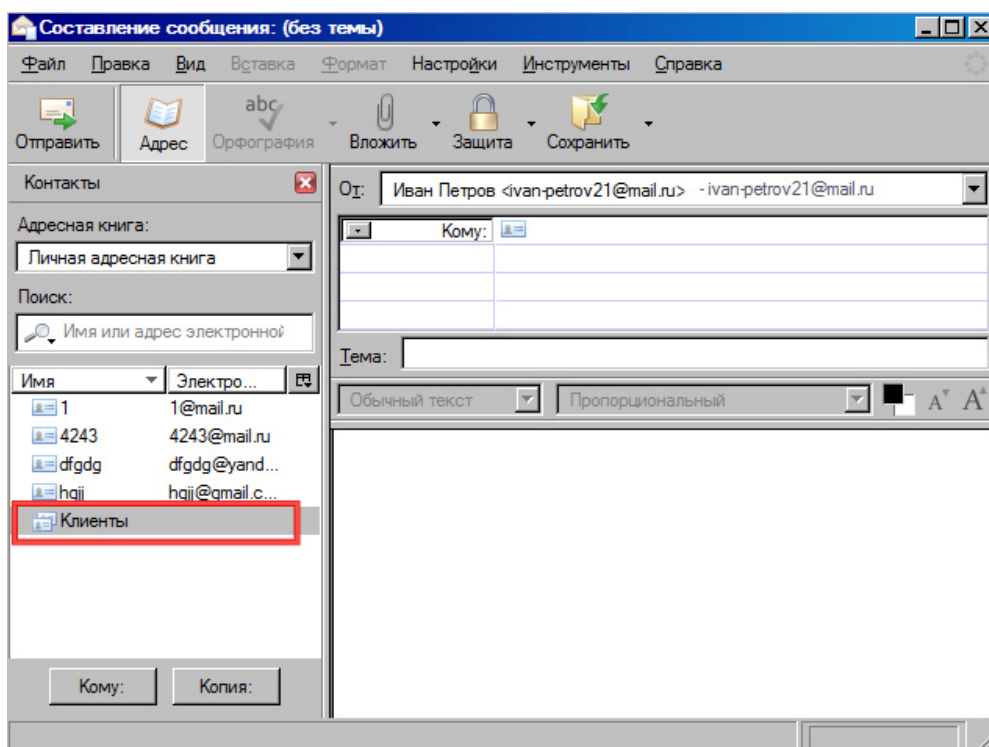 Составление сообщения: (без темы)
Файл Правка Вид Вставка Формат Настройки Инструменты Справка
Отправить Адрес abc Орфография Вложить Защита Сохранить
Контакты
От: Иван Петров <ivan-petrov21@mail.ru> - ivan-petrov21@mail.ru
Кому:
Адресная книга:
Личная адресная книга
Поиск:
Имя или адрес электронной
Тема:
Имя Электро...
Обычный текст Пропорциональный A A
1 1@mail.ru
4243 4243@mail.ru
dfgdg dfgdg@yand...
hgjj hgjj@gmail.c...
Клиенты
Кому: Копия: